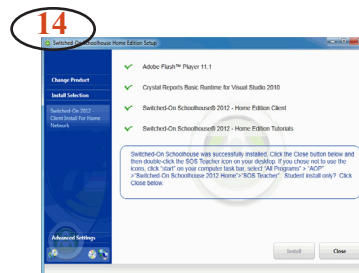 14
Switched-On Schoolhouse Home Edition Setup
Change Product
Install Selection
Switched-On 2012 -
Client Install For Home
Network
Advanced Settings
Adobe Flash™ Player 11.1
Crystal Reports Basic Runtime for Visual Studio 2010
Switched-On Schoolhouse® 2012 - Home Edition Client
Switched-On Schoolhouse® 2012 - Home Edition Tutorials
Switched-On Schoolhouse was successfully installed. Click the Close button below and
then double-click the SOS Teacher icon on your desktop. If you chose not to use the
icons, click "start" on your computer task bar, select "All Programs" > "AOP"
>"Switched-On Schoolhouse 2012 Home">"SOS Teacher". Student install only? Click
Close below.
Install
Close